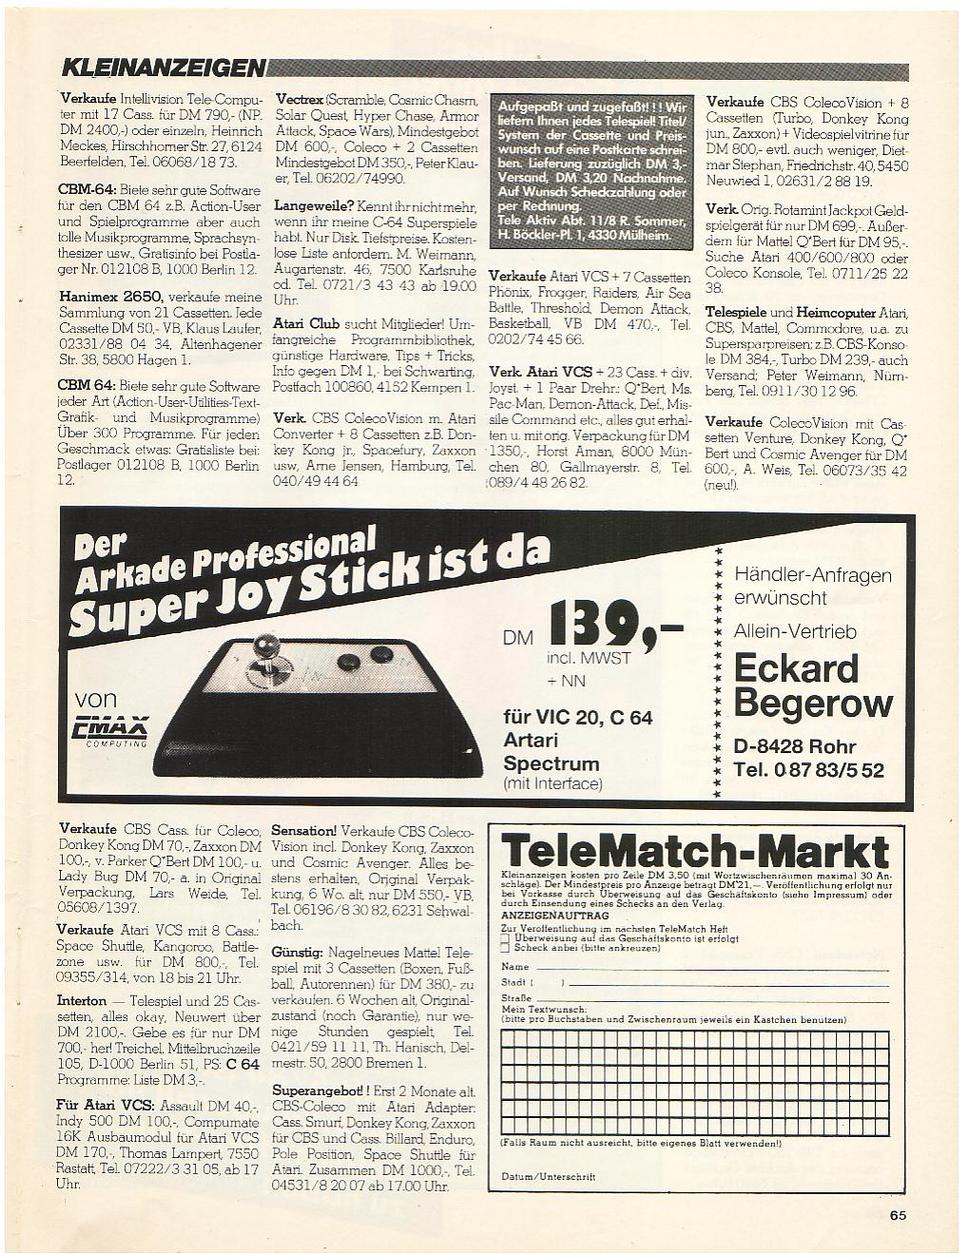 KLEINANZEIGEN
Verkaufe Intellivision Tele-Compu-
ter mit 17 Cass. für DM 790,- (NP.
DM 2400,-) oder einzeln, Heinrich
Meckes, Hirschhorner Str. 27, 6124
Beerfelden, Tel. 06068/18 73.
CBM-64: Biete sehr gute Software
für den CBM 64 z.B. Action-User
und Spielprogramme aber auch
tolle Musikprogramme, Sprachsyn-
thesizer usw., Gratisinfo bei Postla-
ger Nr. 012108 B, 1000 Berlin 12.
Hanimex 2650, verkaufe meine
Sammlung von 21 Cassetten. Jede
Cassette DM 50,- VB, Klaus Laufer,
02331/88 04 34, Altenhagener
Str. 38, 5800 Hagen 1.
CBM 64: Biete sehr gute Software
jeder Art (Action-User-Utilities-Text-
Grafik- und Musikprogramme)
Über 300 Programme. Für jeden
Geschmack etwas: Gratisliste bei:
Postlager 012108 B, 1000 Berlin
12.
Vectrex (Scramble, Cosmic Chasm,
Solar Quest, Hyper Chase, Armor
Attack, Space Wars), Mindestgebot
DM 600,-, Coleco + 2 Cassetten
Mindestgebot DM 350,-, Peter Klau-
er, Tel. 06202/74990.
Langeweile? Kennt ihr nicht mehr,
wenn ihr meine C-64 Superspiele
habt. Nur Disk. Tiefstpreise. Kosten-
lose Liste anfordern. M. Weimann,
Augartenstr. 46, 7500 Karlsruhe
od. Tel. 0721/3 43 43 ab 19.00
Uhr.
Atari Club sucht Mitglieder! Um-
fangreiche Programmbibliothek,
günstige Hardware, Tips + Tricks,
Info gegen DM 1,- bei Schwarting,
Postfach 100860, 4152 Kempen 1.
Verk. CBS ColecoVision m. Atari
Converter + 8 Cassetten z.B. Don-
key Kong jr., Spacefury, Zaxxon
usw, Arne Jensen, Hamburg, Tel.
040/49 44 64
Aufgepaßt und zugefaßt! ! ! Wir
liefern Ihnen jedes Telespiel! Titel/
System der Cassette und Preis-
wunsch auf eine Postkarte schrei-
ben. Lieferung zuzüglich DM 3,-
Versand, DM 3,20 Nachnahme.
Auf Wunsch Scheckzahlung oder
per Rechnung.
Tele Aktiv Abt. 11/8 R. Sommer,
H. Böckler-Pl. 1, 4330 Mülheim.
Verkaufe Atari VCS + 7 Cassetten
Phönix, Frogger, Raiders, Air Sea
Battle, Threshold, Demon Attack,
Basketball, VB DM 470,-, Tel.
0202/74 45 66.
Verk. Atari VCS + 23 Cass. + div.
Joyst. + 1 Paar Drehr.: Q*Bert, Ms.
Pac-Man, Demon-Attack, Def., Mis-
sile Command etc., alles gut erhal-
ten u. mit orig. Verpackung für DM
1350,-, Horst Aman, 8000 Mün-
chen 80, Gallmayerstr. 8, Tel.
089/4 48 26 82.
Verkaufe CBS ColecoVision + 8
Cassetten (Turbo, Donkey Kong
jun., Zaxxon) + Videospielvitrine für
DM 800,- evtl. auch weniger, Diet-
mar Stephan, Friedrichstr. 40, 5450
Neuwied 1, 02631/2 88 19.
Verk. Orig. Rotamint Jackpot Geld-
spielgerät für nur DM 699,-. Außer-
dem für Mattel Q*Bert für DM 95,-.
Suche Atari 400/600/800 oder
Coleco Konsole, Tel. 0711/25 22
38.
Telespiele und Heimcoputer Atari,
CBS, Mattel, Commodore, u.a. zu
Supersparpreisen; z.B. CBS-Konso-
le DM 384,-, Turbo DM 239,- auch
Versand; Peter Weimann, Nürn-
berg, Tel. 0911/30 12 96.
Verkaufe ColecoVision mit Cas-
setten Venture, Donkey Kong, Q*
Bert und Cosmic Avenger für DM
600,-, A. Weis, Tel. 06073/35 42
(neu!).
Der
Arkade Professional
Super Joy Stick ist da
von
EMAX
COMPUTING
DM 139,-
incl. MWST
+ NN
für VIC 20, C 64
Artari
Spectrum
(mit Interface)
Händler-Anfragen
erwünscht
Allein-Vertrieb
Eckard
Begerow
D-8428 Rohr
Tel. 0 87 83/5 52
Verkaufe CBS Cass. für Coleco,
Donkey Kong DM 70,-, Zaxxon DM
100,-, v. Parker Q*Bert DM 100,- u.
Lady Bug DM 70,- a. in Original
Verpackung, Lars Weide, Tel.
05608/1397.
Verkaufe Atari VCS mit 8 Cass.:
Space Shuttle, Kangoroo, Battle-
zone usw. für DM 800,-, Tel.
09355/314, von 18 bis 21 Uhr.
Interton — Telespiel und 25 Cas-
setten, alles okay, Neuwert über
DM 2100,-. Gebe es für nur DM
700,- her! Treichel, Mittelbruchzeile
105, D-1000 Berlin 51, PS: C 64
Programme: Liste DM 3,-.
Für Atari VCS: Assault DM 40,-,
Indy 500 DM 100,-, Compumate
16K Ausbaumodul für Atari VCS
DM 170,-, Thomas Lampert, 7550
Rastatt, Tel. 07222/3 31 05, ab 17
Uhr.
Sensation! Verkaufe CBS Coleco-
Vision incl. Donkey Kong, Zaxxon
und Cosmic Avenger. Alles be-
stens erhalten, Original Verpak-
kung, 6 Wo. alt nur DM 550,- VB,
Tel. 06196/8 30 82, 6231 Sehwal-
bach.
Günstig: Nagelneues Mattel Tele-
spiel mit 3 Cassetten (Boxen, Fuß-
ball, Autorennen) für DM 380,- zu
verkaufen. 6 Wochen alt, Original-
zustand (noch Garantie), nur we-
nige Stunden gespielt. Tel.
0421/59 11 11, Th. Hanisch, Del-
mestr. 50, 2800 Bremen 1.
Superangebot! ! Erst 2 Monate alt.
CBS-Coleco mit Atari Adapter.
Cass. Smurf, Donkey Kong, Zaxxon
für CBS und Cass. Billard, Enduro,
Pole Position, Space Shuttle für
Atari. Zusammen DM 1000,-, Tel.
04531/8 20 07 ab 17.00 Uhr.
TeleMatch-Markt
Kleinanzeigen kosten pro Zeile DM 3,50 (mit Wortzwischenräumen maximal 30 An-
schläge). Der Mindestpreis pro Anzeige beträgt DM 21,—. Veröffentlichung erfolgt nur
bei Vorkasse durch Überweisung auf das Geschäftskonto (siehe Impressum) oder
durch Einsendung eines Schecks an den Verlag.
ANZEIGENAUFTRAG
Zur Veröffentlichung im nächsten TeleMatch Heft
Überweisung auf das Geschäftskonto ist erfolgt
Scheck anbei (bitte ankreuzen)
Name
Stadt ( )
Straße
Mein Textwunsch:
(bitte pro Buchstaben und Zwischenraum jeweils ein Kästchen benutzen)
(Falls Raum nicht ausreicht, bitte eigenes Blatt verwenden!)
Datum/Unterschrift
65